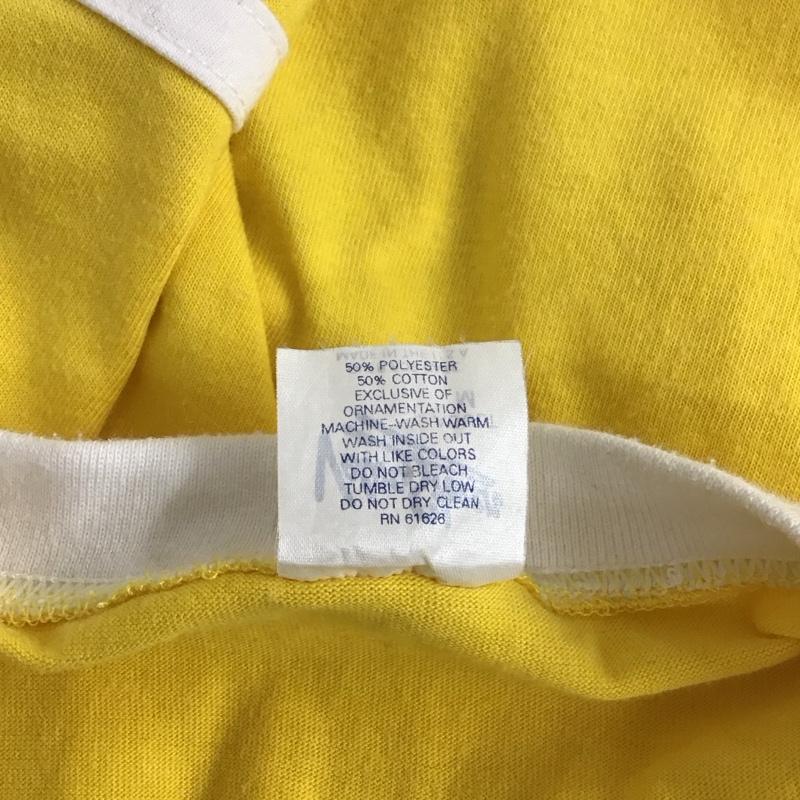 50% POLYESTER
50% COTTON
EXCLUSIVE OF
ORNAMENTATION
MACHINE-WASH WARM
WASH INSIDE OUT
WITH LIKE COLORS
DO NOT BLEACH
TUMBLE DRY LOW
DO NOT DRY CLEAN
RN 61626